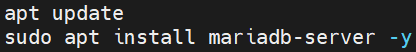 apt update
sudo apt install mariadb-server -y